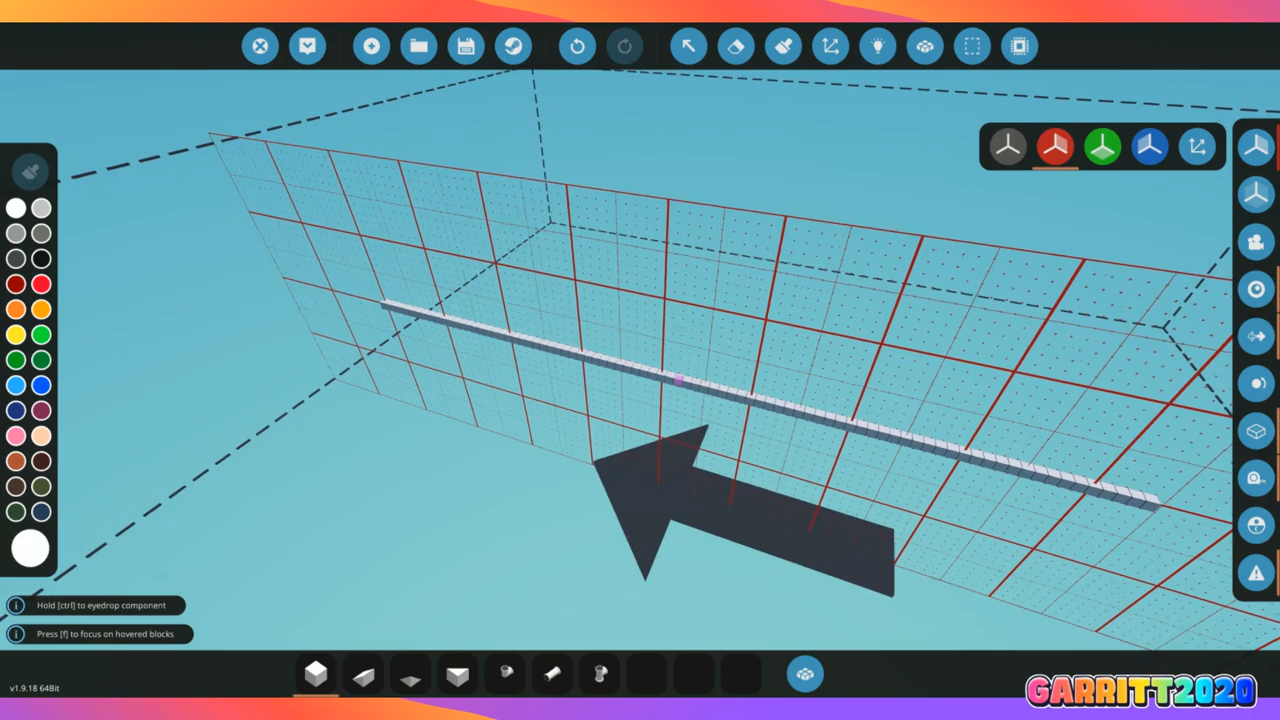 Hold [ctrl] to eyedrop component
Press [f] to focus on hovered blocks
v1.9.18 64Bit
GARRITT2020